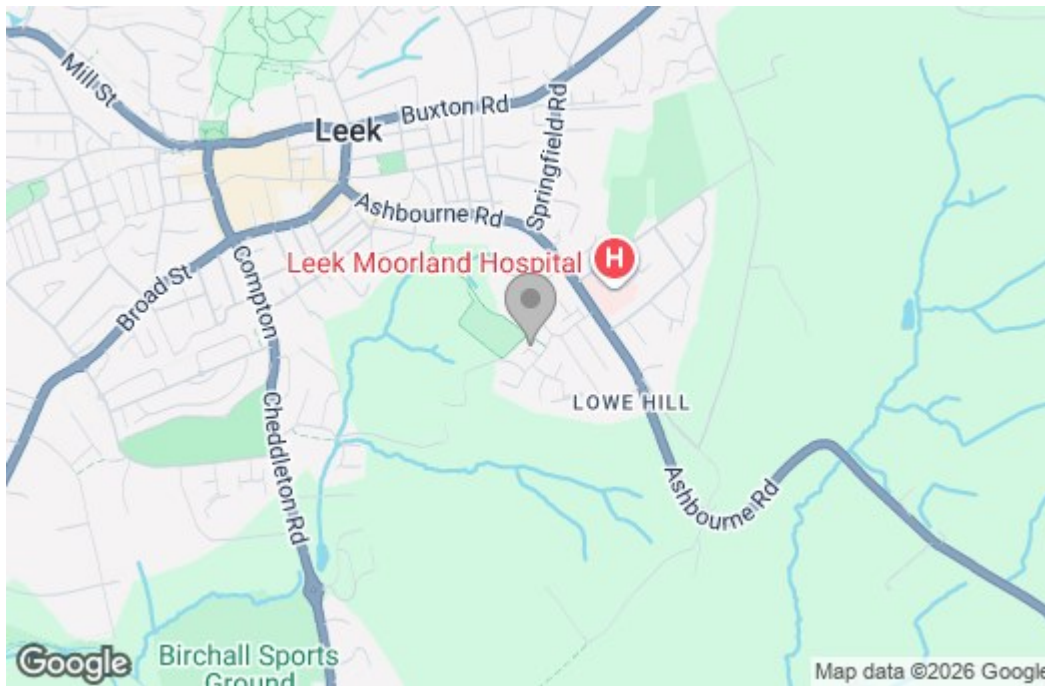 Mill St
Buxton Rd
Leek
Springfield Rd
Ashbourne Rd
Leek Moorland Hospital
H
Broad St
Compton
LOWE HILL
Cheddleton Rd
Ashbourne Rd
Birchall Sports
Ground
Google
Map data ©2026 Google